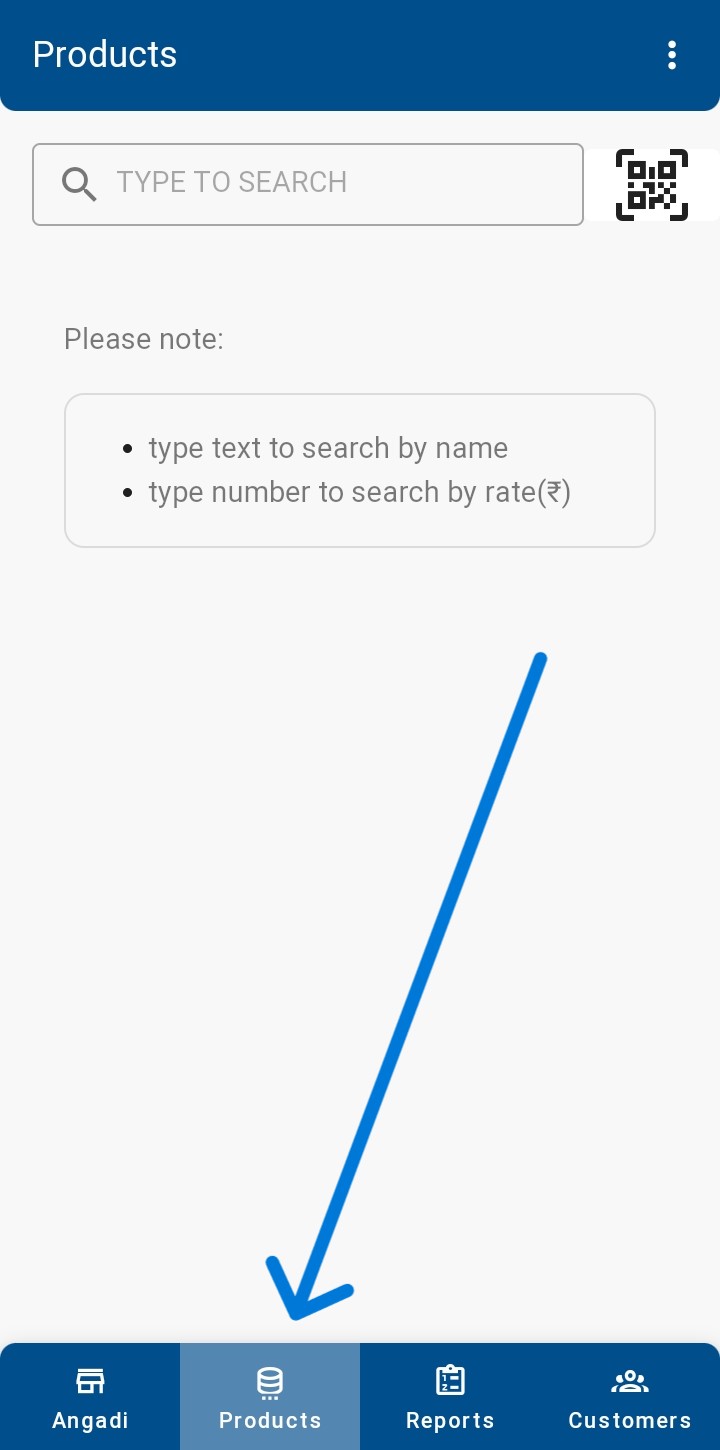 Products
TYPE TO SEARCH
Please note:
• type text to search by name
• type number to search by rate(₹)
Angadi
Products
Reports
Customers